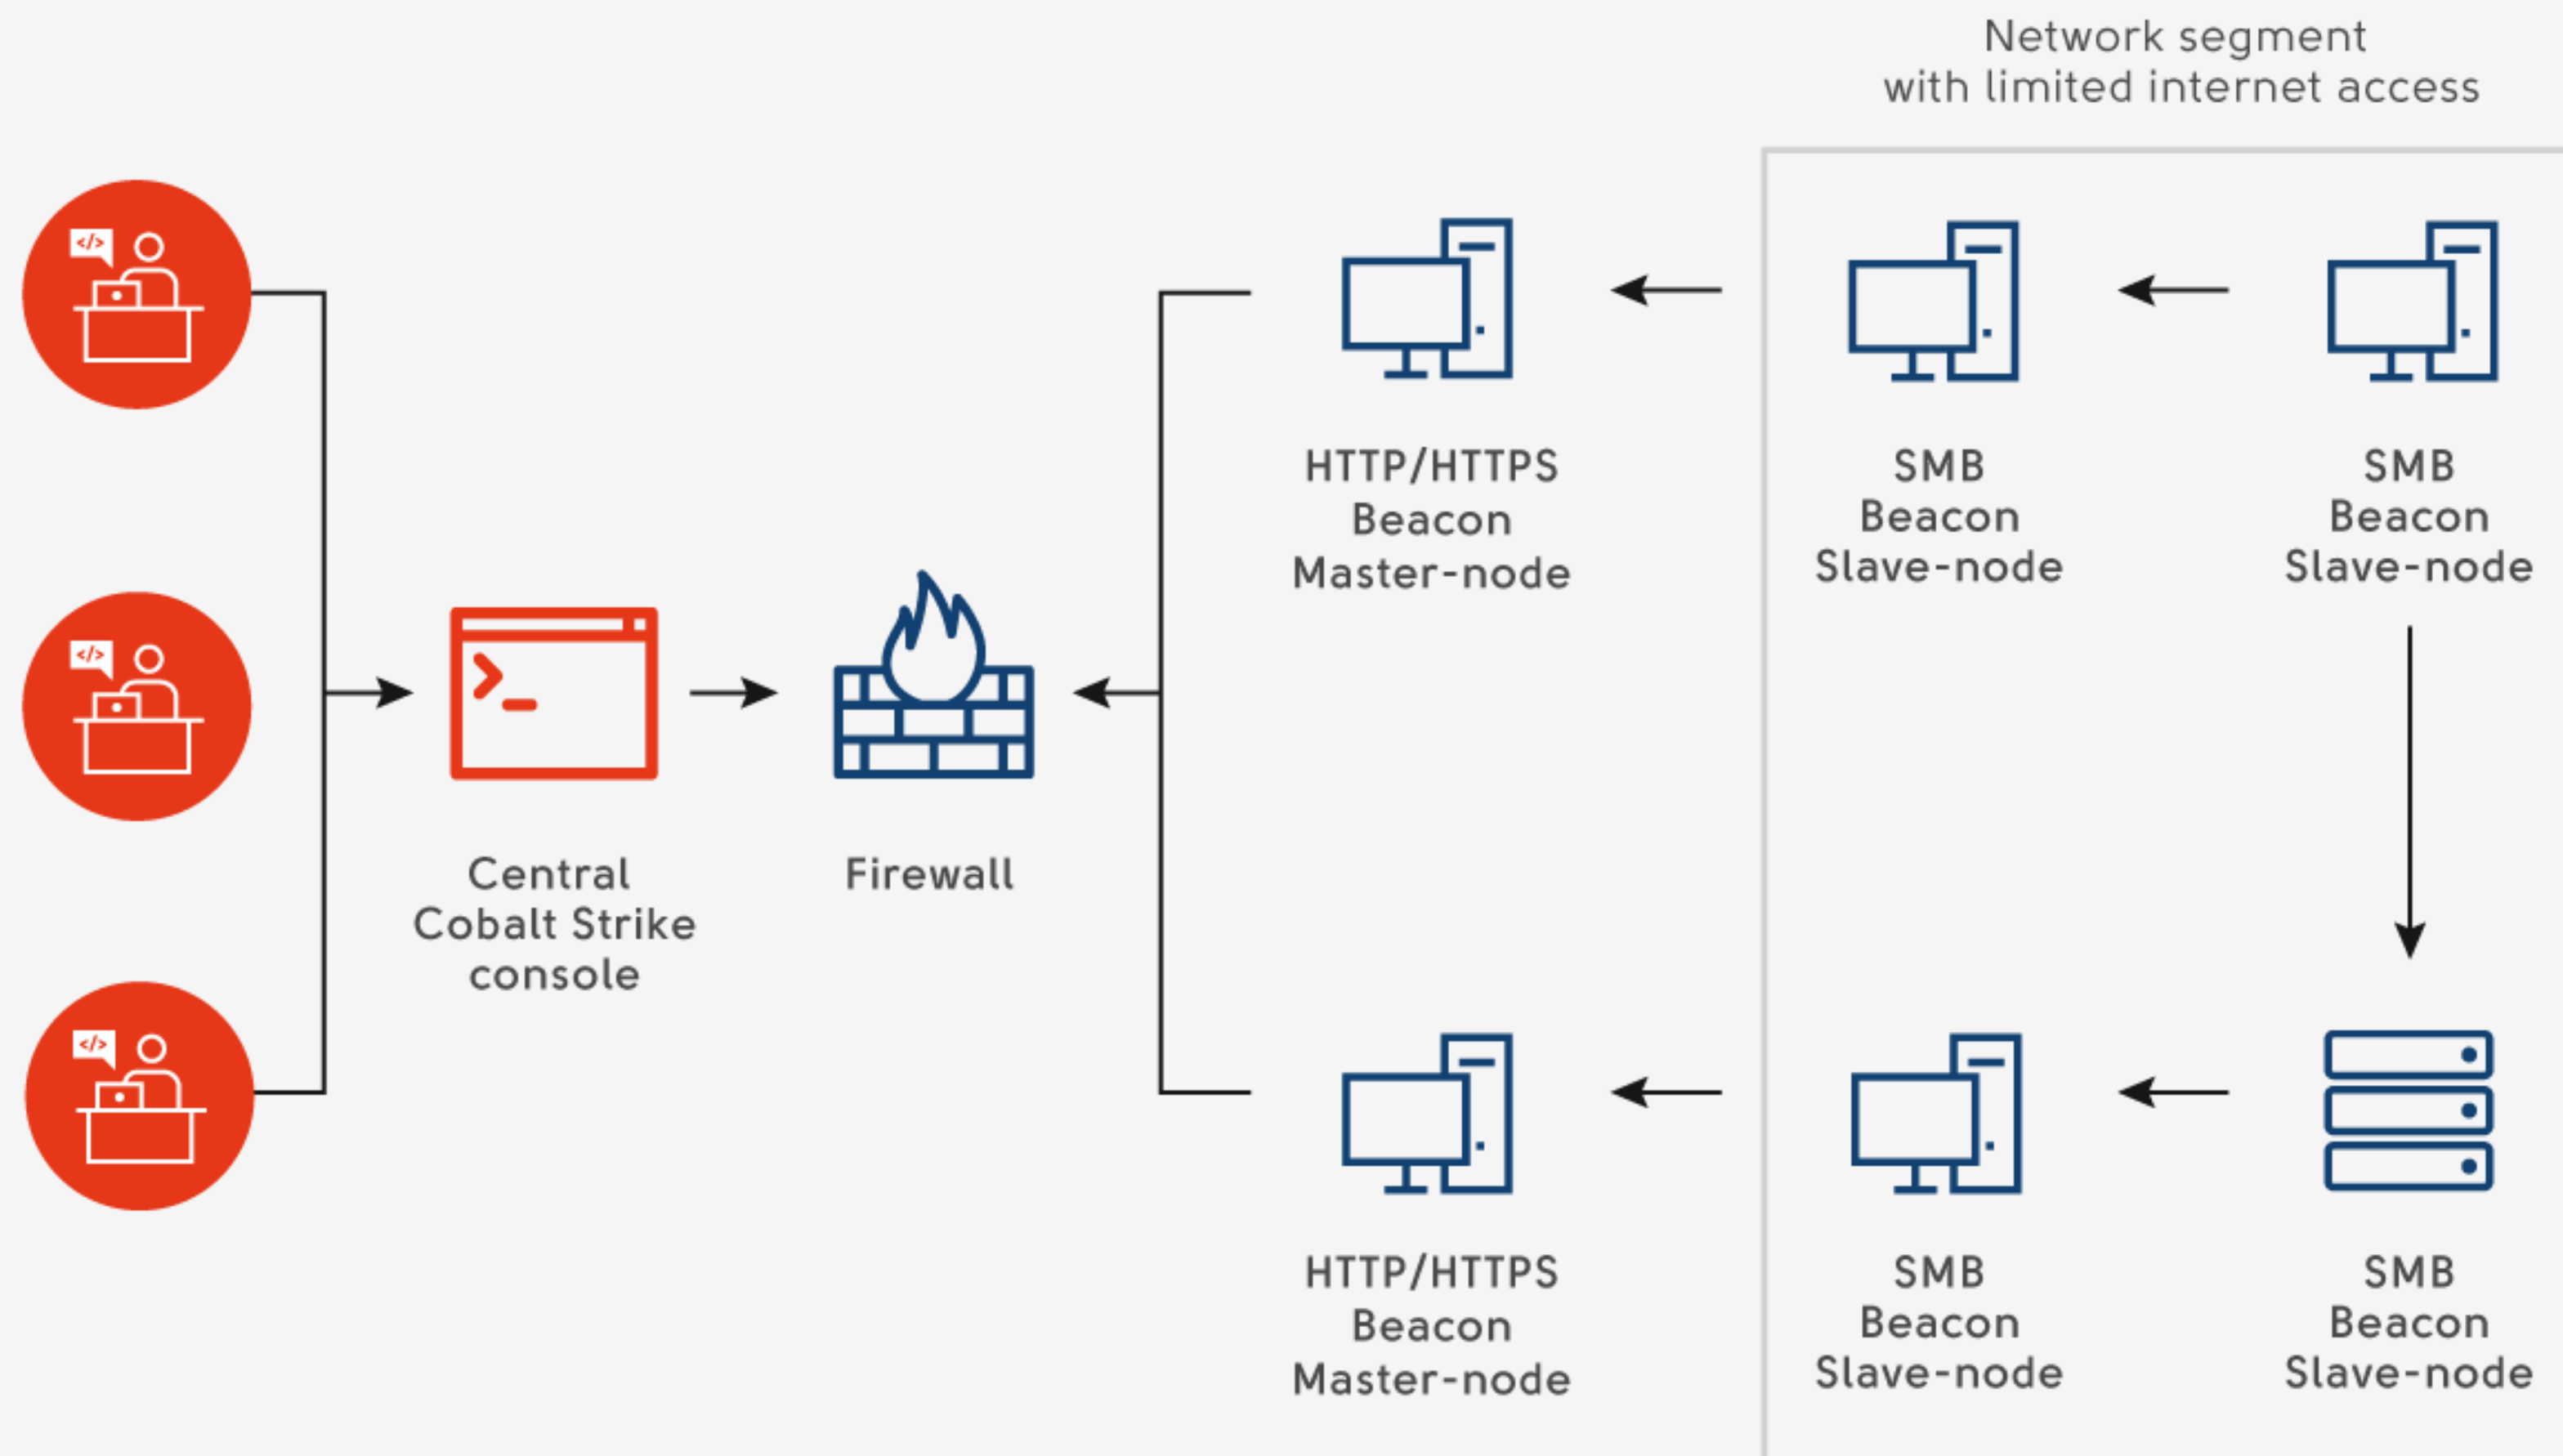 Network segment
with limited internet access
</>
HTTP/HTTPS
Beacon
Master-node
SMB
Beacon
Slave-node
SMB
Beacon
Slave-node
</>
>_
Central
Cobalt Strike
console
Firewall
</>
HTTP/HTTPS
Beacon
Master-node
SMB
Beacon
Slave-node
SMB
Beacon
Slave-node